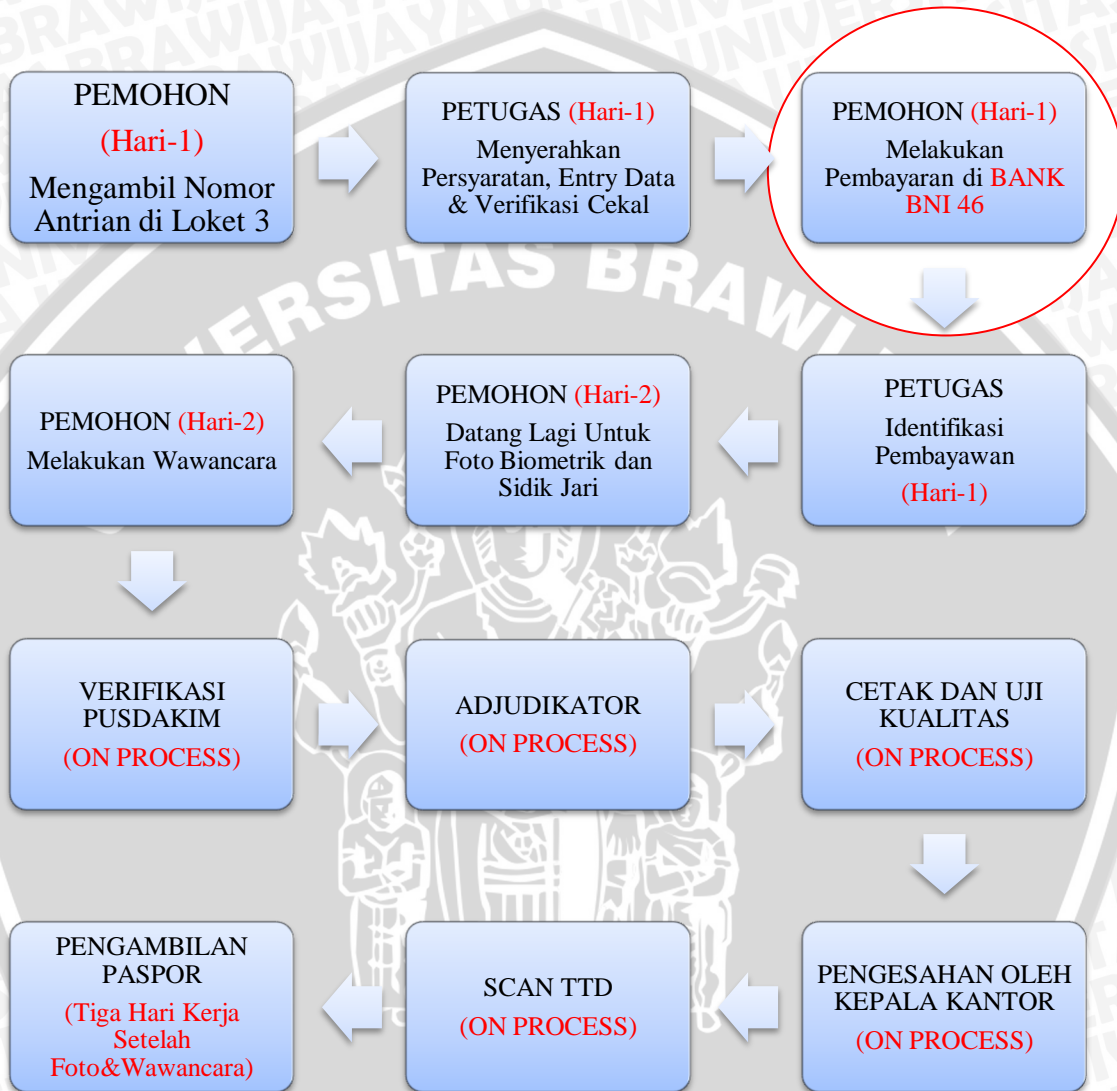 PEMOHON
(Hari-1)
Mengambil Nomor
Antrian di Loket 3
PETUGAS (Hari-1)
Menyerahkan
Persyaratan, Entry Data
& Verifikasi Cekal
PEMOHON (Hari-1)
Melakukan
Pembayaran di BANK
BNI 46
PETUGAS
Identifikasi
Pembayawan
(Hari-1)
PEMOHON (Hari-2)
Datang Lagi Untuk
Foto Biometrik dan
Sidik Jari
PEMOHON (Hari-2)
Melakukan Wawancara
VERIFIKASI
PUSDAKIM
(ON PROCESS)
ADJUDIKATOR
(ON PROCESS)
CETAK DAN UJI
KUALITAS
(ON PROCESS)
PENGESAHAN OLEH
KEPALA KANTOR
(ON PROCESS)
SCAN TTD
(ON PROCESS)
PENGAMBILAN
PASPOR
(Tiga Hari Kerja
Setelah
Foto&Wawancara)